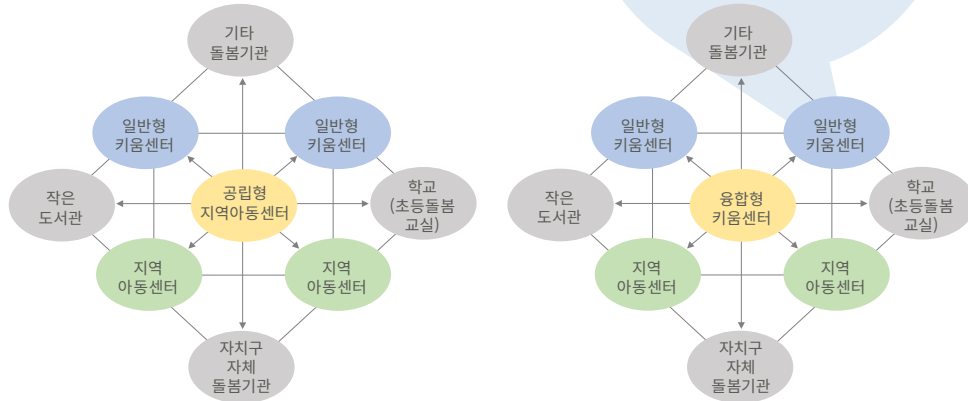 기타
돌봄기관
일반형
키움센터
일반형
키움센터
작은
도서관
공립형
지역아동센터
학교
(초등돌봄
교실)
지역
아동센터
지역
아동센터
자치구
자체
돌봄기관
기타
돌봄기관
일반형
키움센터
일반형
키움센터
작은
도서관
융합형
키움센터
학교
(초등돌봄
교실)
지역
아동센터
지역
아동센터
자치구
자체
돌봄기관